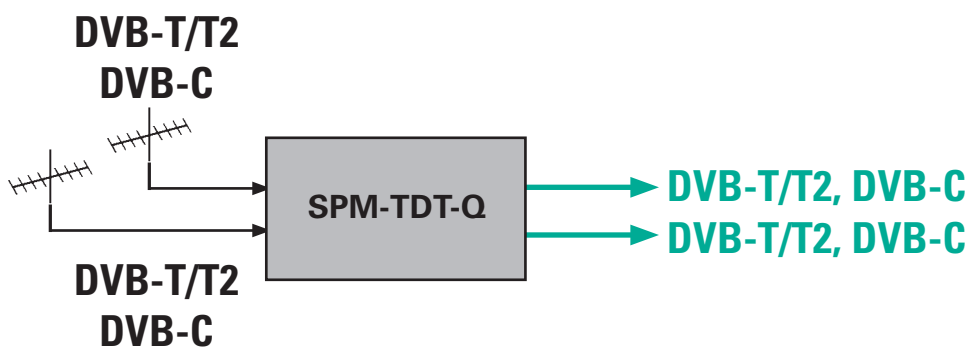 DVB-T/T2
DVB-C
SPM-TDT-Q
DVB-T/T2, DVB-C
DVB-T/T2, DVB-C
DVB-T/T2
DVB-C